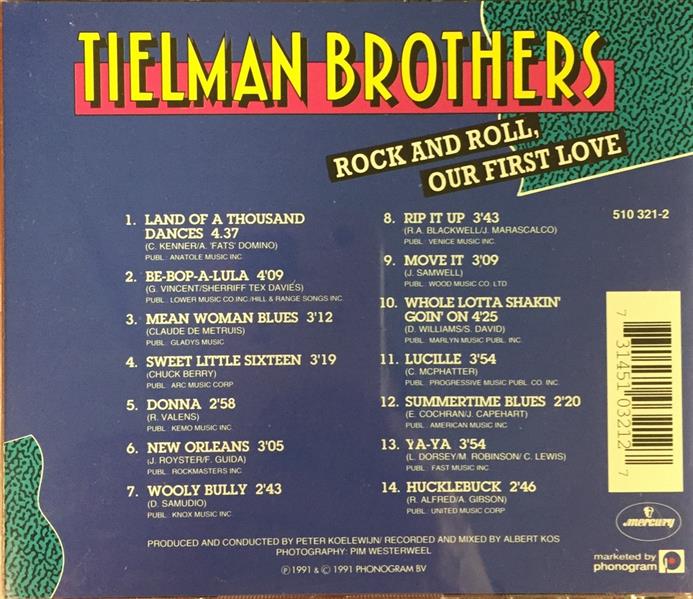 TIELMAN BROTHERS
ROCK AND ROLL,
OUR FIRST LOVE
510 321-2
1. LAND OF A THOUSAND
DANCES 4.37
(C. KENNER/A. 'FATS' DOMINO)
PUBL.: ANATOLE MUSIC INC.
2. BE-BOP-A-LULA 4'09
(G. VINCENT/SHERRIFF TEX DAVIES)
PUBL.: LOWER MUSIC CO INC./HILL & RANGE SONGS INC.
3. MEAN WOMAN BLUES 3'12
(CLAUDE DE METRUIS)
PUBL.: GLADYS MUSIC
4. SWEET LITTLE SIXTEEN 3'19
(CHUCK BERRY)
PUBL.: ARC MUSIC CORP
5. DONNA 2'58
(R. VALENS)
PUBL.: KEMO MUSIC INC.
6. NEW ORLEANS 3'05
(J. ROYSTER/F. GUIDA)
PUBL.: ROCKMASTERS INC.
7. WOOLY BULLY 2'43
(D. SAMUDIO)
PUBL.: KNOX MUSIC INC.
8. RIP IT UP 3'43
(R.A. BLACKWELL/J. MARASCALCO)
PUBL.: VENICE MUSIC INC.
9. MOVE IT 3'09
(J. SAMWELL)
PUBL.: WOOD MUSIC CO. LTD
10. WHOLE LOTTA SHAKIN'
GOIN' ON 4'25
(D. WILLIAMS/S. DAVID)
PUBL.: MARLYN MUSIC PUBL. INC.
11. LUCILLE 3'54
(C. MCPHATTER)
PUBL.: PROGRESSIVE MUSIC PUBL. CO. INC.
12. SUMMERTIME BLUES 2'20
(E. COCHRAN/J. CAPEHART)
PUBL.: AMERICAN MUSIC INC.
13. YA-YA 3'54
(L. DORSEY/M. ROBINSON/ C. LEWIS)
PUBL.: FAST MUSIC INC.
14. HUCKLEBUCK 2'46
(R. ALFRED/A. GIBSON)
PUBL.: UNITED MUSIC CORP
7 31451 03212 7
mercury
PRODUCED AND CONDUCTED BY PETER KOELEWIJN/ RECORDED AND MIXED BY ALBERT KOS
PHOTOGRAPHY: PIM WESTERWEEL
℗ 1991 & © 1991 PHONOGRAM BV
marketed by
phonogram